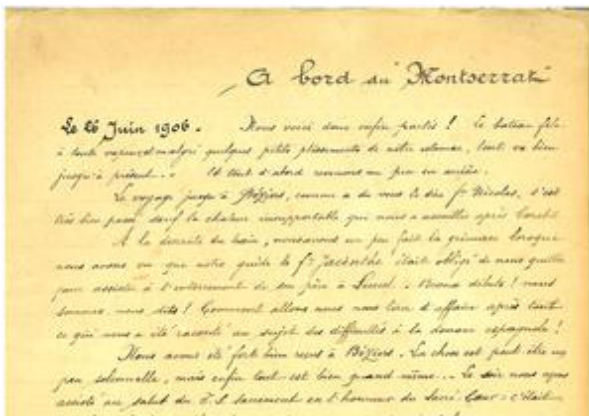 A bord du Montserrat
Le 26 Juin 1906. Nous voici donc enfin partis ! Le bateau file
à toute vapeur et malgré quelques petits plissements de notre estomac, tout va bien
jusqu'à présent... Et tout d'abord revenons un peu en arrière.
Le voyage jusqu'à Béziers, comme a du vous le dire fr. Nicolas, s'est
très bien passé sauf la chaleur insupportable qui nous a assaillis après
A la descente du train, nous avons un peu fait la grimace lorsque
nous avons vu que notre guide le fr. Jacinthe était obligé de nous quitter
pour assister à l'enterrement de son père à Lunel. début ! nous
sommes nous dits ! Comment allons nous nous tirer d'affaire après tout
ce qui nous a été raconté au sujet des difficultés à la douane espagnole !
Nous avons été fort bien reçus à Béziers. La chose est peut-être un
peu solennelle, mais enfin tout est bien quand même... Le soir nous avons
assisté au salut du T. S. Sacrement en l'honneur du Sacré Cœur : c'était